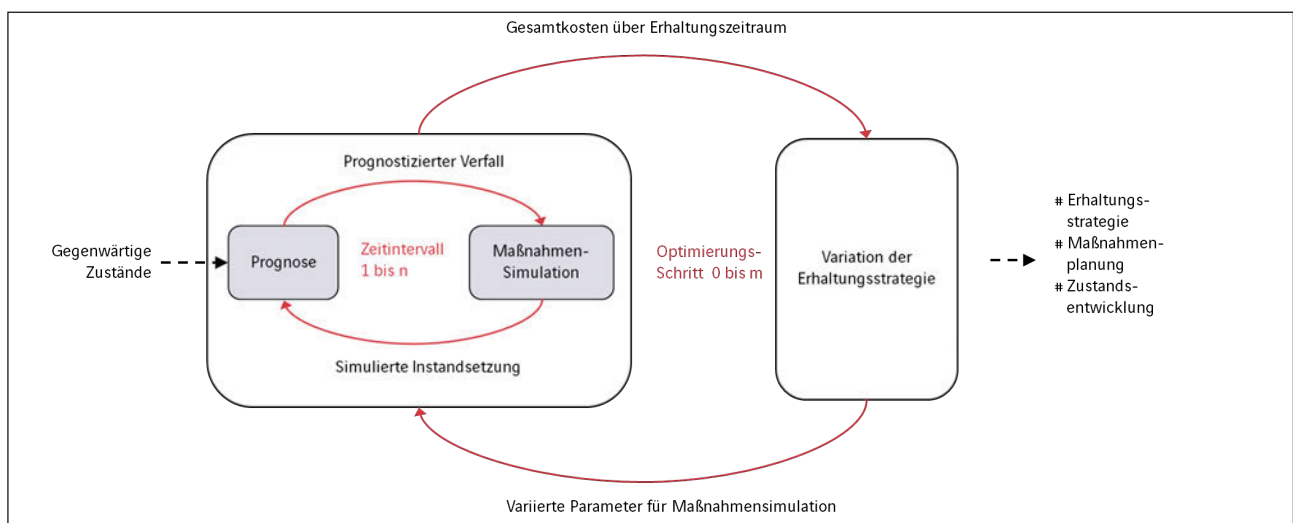 Gesamtkosten über Erhaltungszeitraum
Prognostizierter Verfall
Gegenwärtige
Zustände
Prognose
Zeitintervall
1 bis n
Maßnahmen-
Simulation
Simulierte Instandsetzung
Optimierungs-
Schritt 0 bis m
Variation der
Erhaltungsstrategie
# Erhaltungs-
strategie
# Maßnahmen-
planung
# Zustands-
entwicklung
Variierte Parameter für Maßnahmensimulation